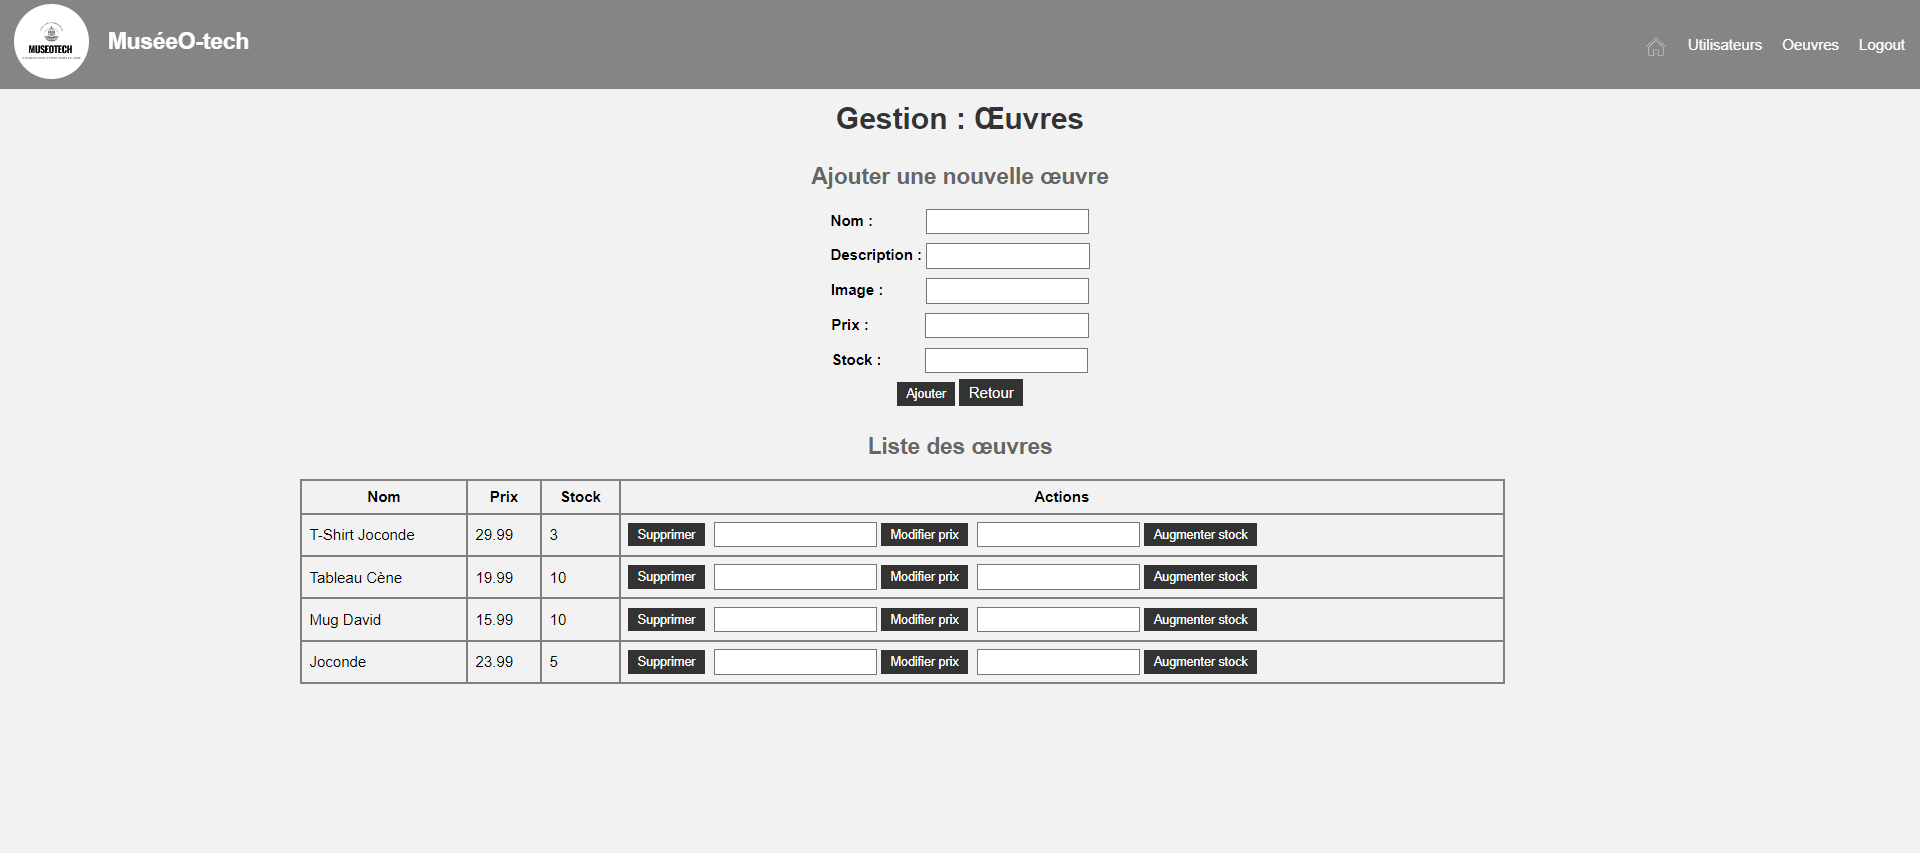 MUSEOTECH
MuséeO-tech
Utilisateurs Oeuvres Logout
Gestion : Œuvres
Ajouter une nouvelle œuvre
Nom :
Description :
Image :
Prix :
Stock :
Ajouter Retour
Liste des œuvres
Nom Prix Stock Actions
T-Shirt Joconde 29.99 3 Supprimer Modifier prix Augmenter stock
Tableau Cène 19.99 10 Supprimer Modifier prix Augmenter stock
Mug David 15.99 10 Supprimer Modifier prix Augmenter stock
Joconde 23.99 5 Supprimer Modifier prix Augmenter stock